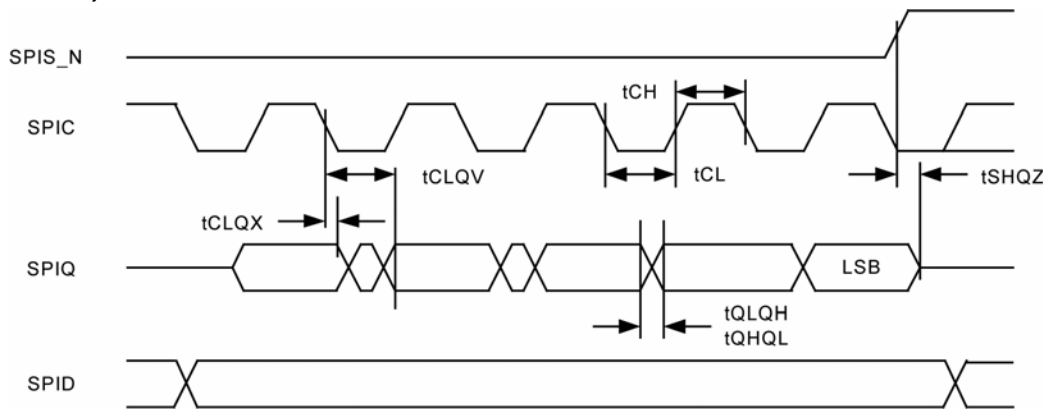 SPIS_N
tCH
SPIC
tCLQV
tCL
tSHQZ
tCLQX
SPIQ
LSB
tQLQH
tQHQL
SPID